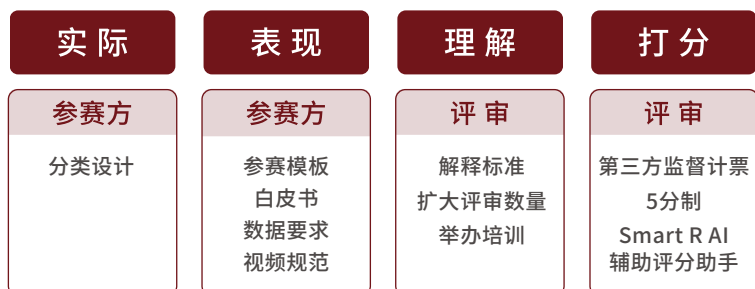 实际
参赛方
分类设计
表现
参赛方
参赛模板
白皮书
数据要求
视频规范
理解
评审
解释标准
扩大评审数量
举办培训
打分
评审
第三方监督计票
5分制
Smart R AI
辅助评分助手